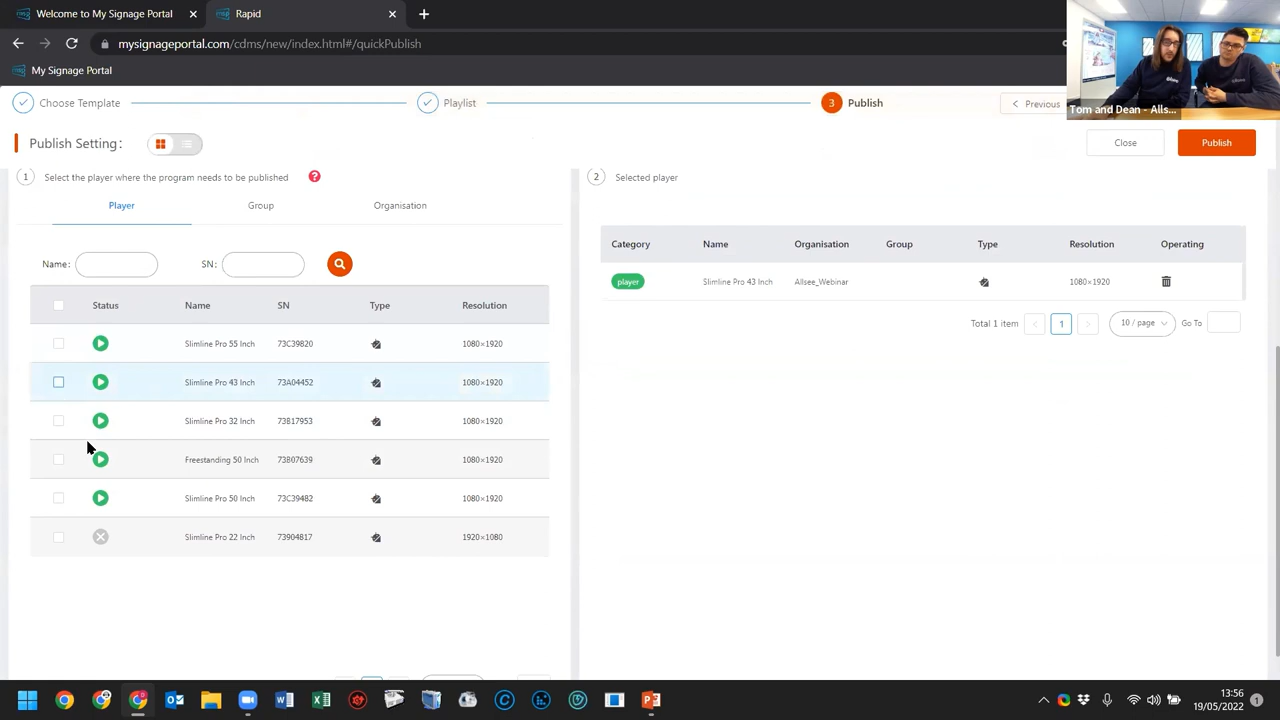 Welcome to My Signage Portal
Rapid
mysignageportal.com/cdms/new/index.html#/quickPublish
My Signage Portal
Choose Template
Playlist
3 Publish
< Previous
Tom and Dean - Alls...
Publish Setting:
Close
Publish
1 Select the player where the program needs to be published ?
2 Selected player
Player Group Organisation
Name: SN:
Status Name SN Type Resolution
Slimline Pro 55 Inch 73C39820 1080×1920
Slimline Pro 43 Inch 73A04452 1080×1920
Slimline Pro 32 Inch 73B17953 1080×1920
Freestanding 50 Inch 73B07639 1080×1920
Slimline Pro 50 Inch 73C39482 1080×1920
Slimline Pro 22 Inch 73904817 1920×1080
Category Name Organisation Group Type Resolution Operating
player Slimline Pro 43 Inch Allsee_Webinar 1080×1920
Total 1 item < 1 > 10 / page Go To
13:56
19/05/2022
1